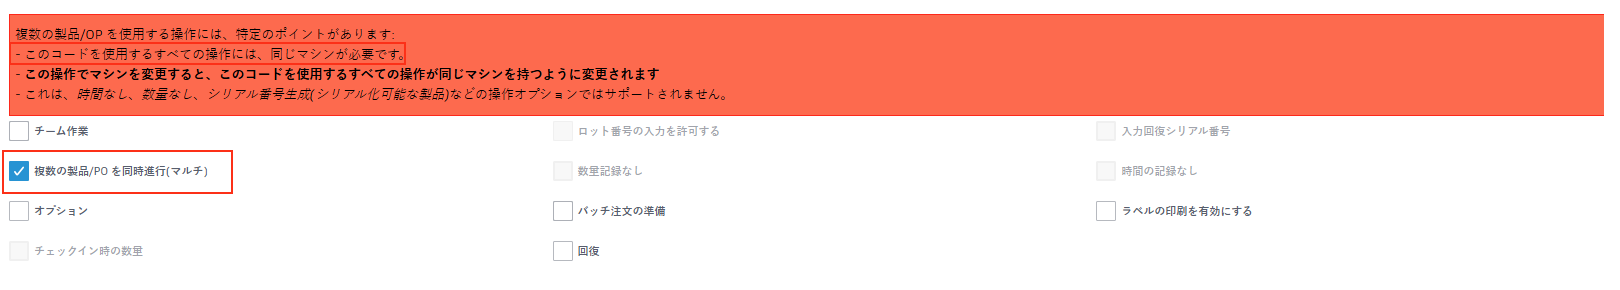 複数の製品/OP を使用する操作には、特定のポイントがあります:
- このコードを使用するすべての操作には、同じマシンが必要です。
- この操作でマシンを変更すると、このコードを使用するすべての操作が同じマシンを持つように変更されます
- これは、時間なし、数量なし、シリアル番号生成(シリアル化可能な製品)などの操作オプションではサポートされません。
チーム作業
ロット番号の入力を許可する
入力回復シリアル番号
複数の製品/PO を同時進行(マルチ)
数量記録なし
時間の記録なし
オプション
バッチ注文の準備
ラベルの印刷を有効にする
チェックイン時の数量
回復